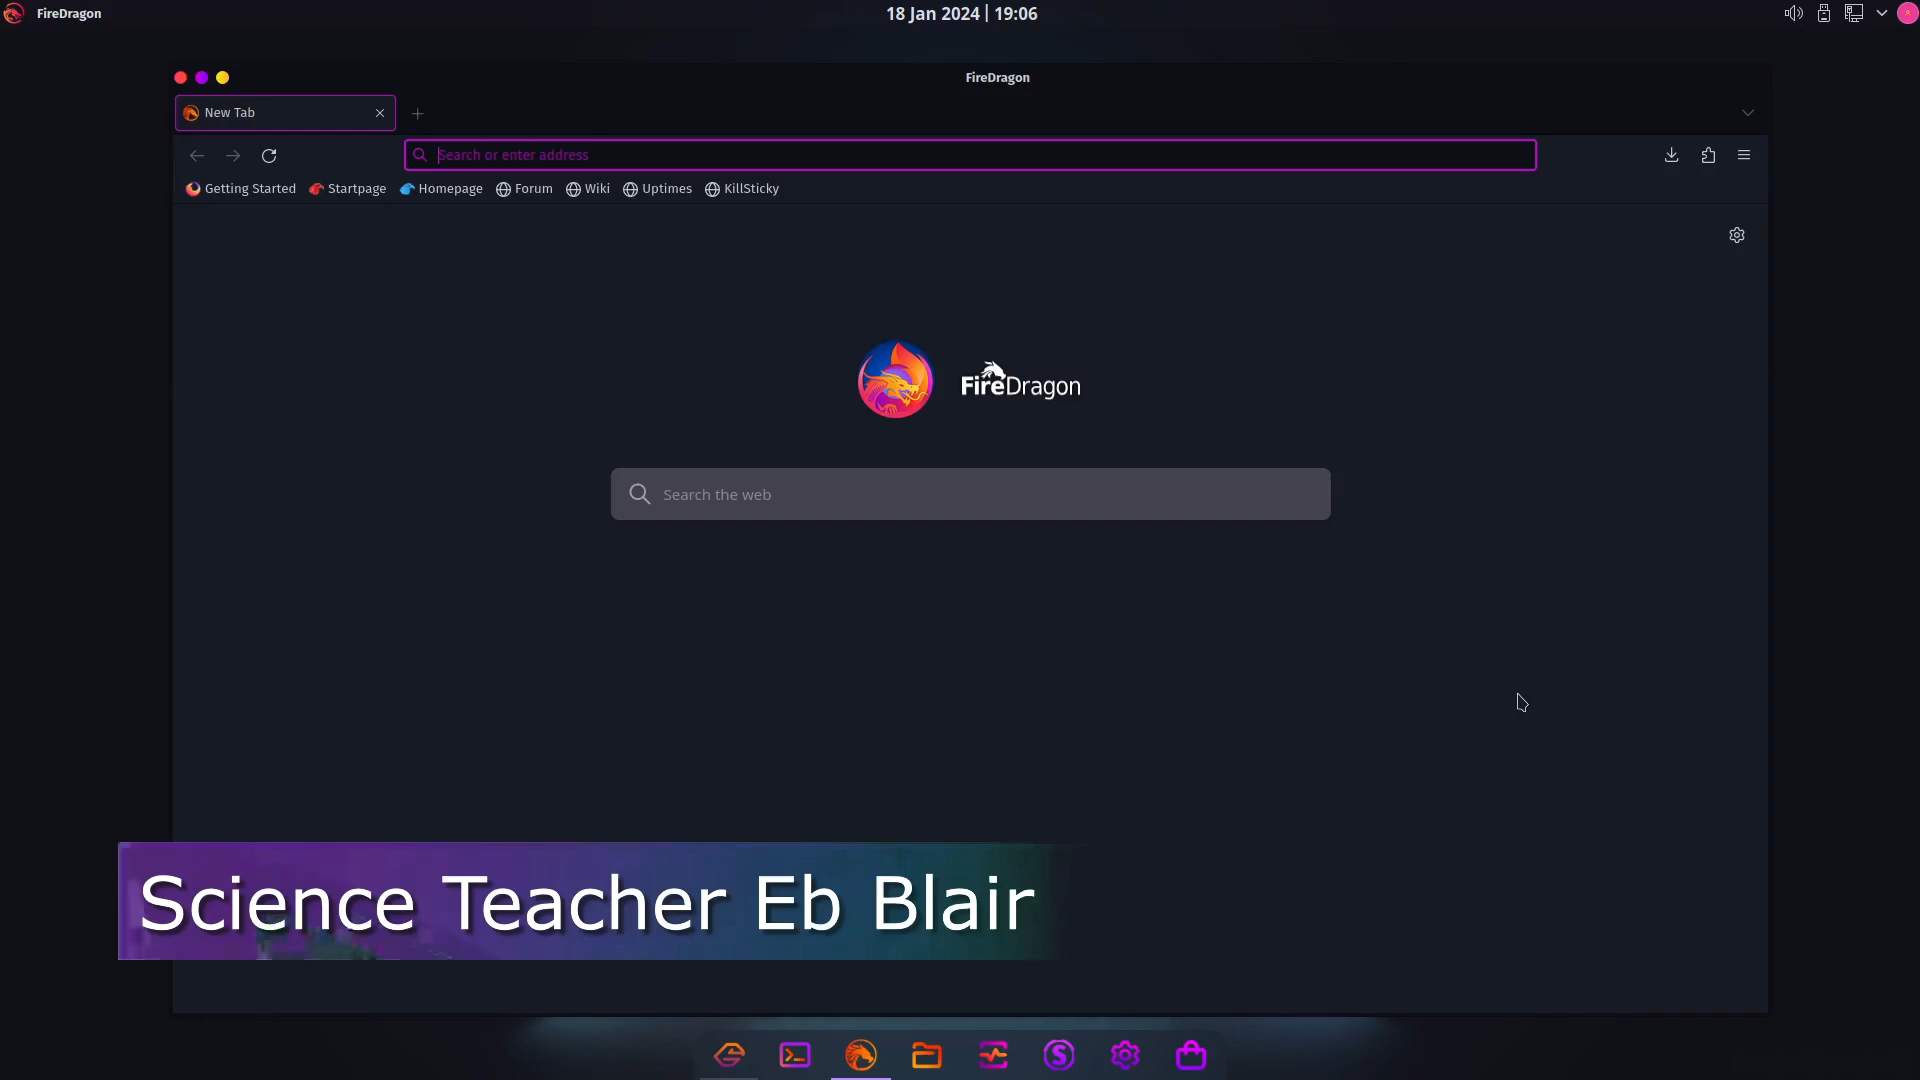 FireDragon
18 Jan 2024 | 19:06
FireDragon
New Tab
Search or enter address
Getting Started Startpage Homepage Forum Wiki Uptimes KillSticky
FireDragon
Search the web
Science Teacher Eb Blair